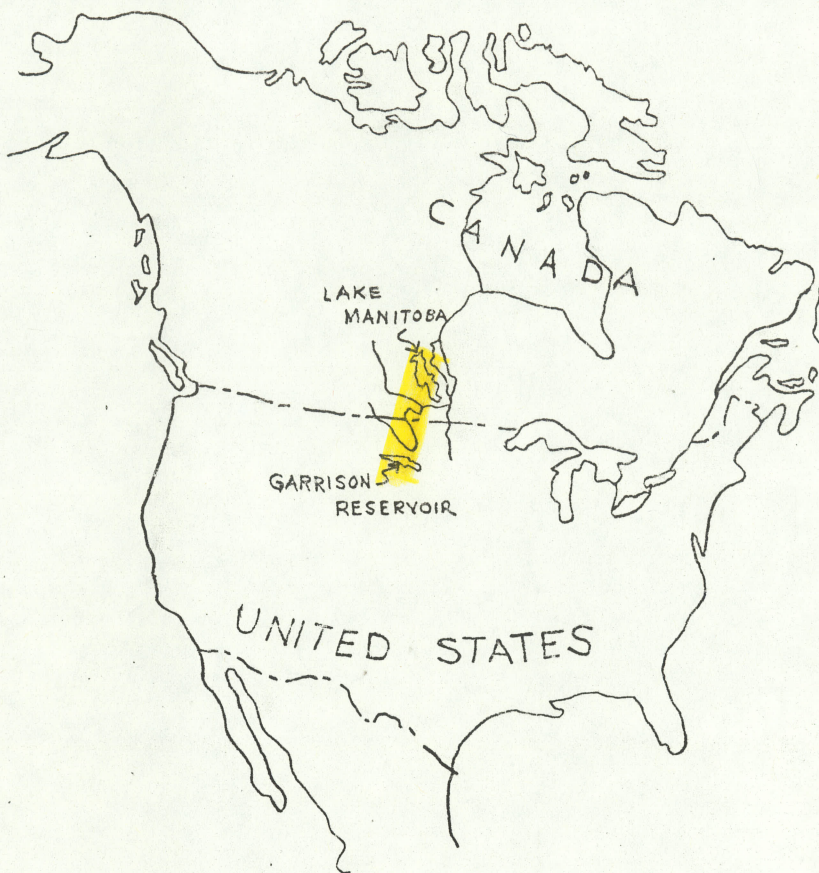 CANADA
LAKE
MANITOBA
GARRISON
RESERVOIR
UNITED STATES